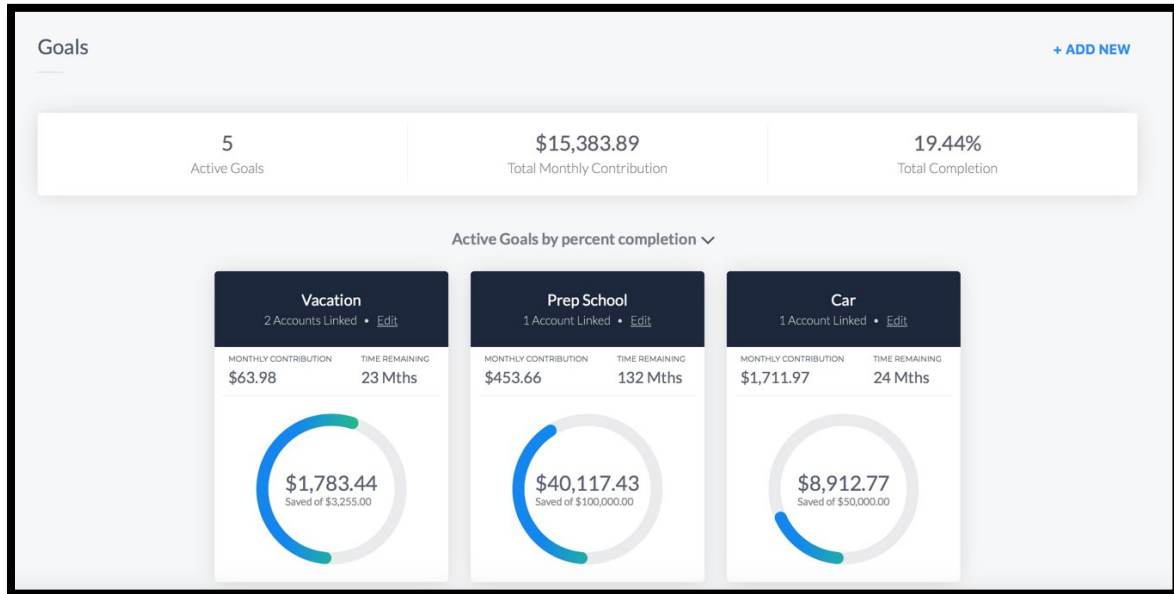 Goals
+ ADD NEW
5
Active Goals
$15,383.89
Total Monthly Contribution
19.44%
Total Completion
Active Goals by percent completion
Vacation
2 Accounts Linked • Edit
MONTHLY CONTRIBUTION TIME REMAINING
$63.98 23 Mths
$1,783.44
Saved of $3,255.00
Prep School
1 Account Linked • Edit
MONTHLY CONTRIBUTION TIME REMAINING
$453.66 132 Mths
$40,117.43
Saved of $100,000.00
Car
1 Account Linked • Edit
MONTHLY CONTRIBUTION TIME REMAINING
$1,711.97 24 Mths
$8,912.77
Saved of $50,000.00